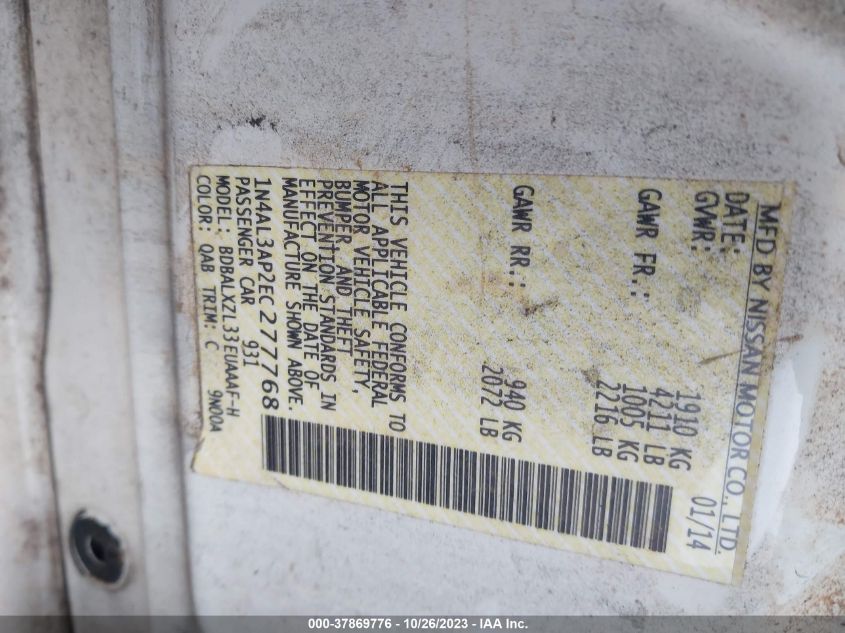 MFD BY NISSAN MOTOR CO., LTD.
DATE: 01/14
GVWR: 1910 KG
4211 LB
GAWR FR.: 1005 KG
2216 LB
GAWR RR.: 940 KG
2072 LB
THIS VEHICLE CONFORMS TO
ALL APPLICABLE FEDERAL
MOTOR VEHICLE SAFETY,
BUMPER, AND THEFT
PREVENTION STANDARDS IN
EFFECT ON THE DATE OF
MANUFACTURE SHOWN ABOVE.
1N4AL3AP2EC277768
PASSENGER CAR 931
MODEL: BDBALXZL33EUAAAF-H
COLOR: QAB TRIM: C 9N00A
000-37869776 - 10/26/2023 - IAA Inc.